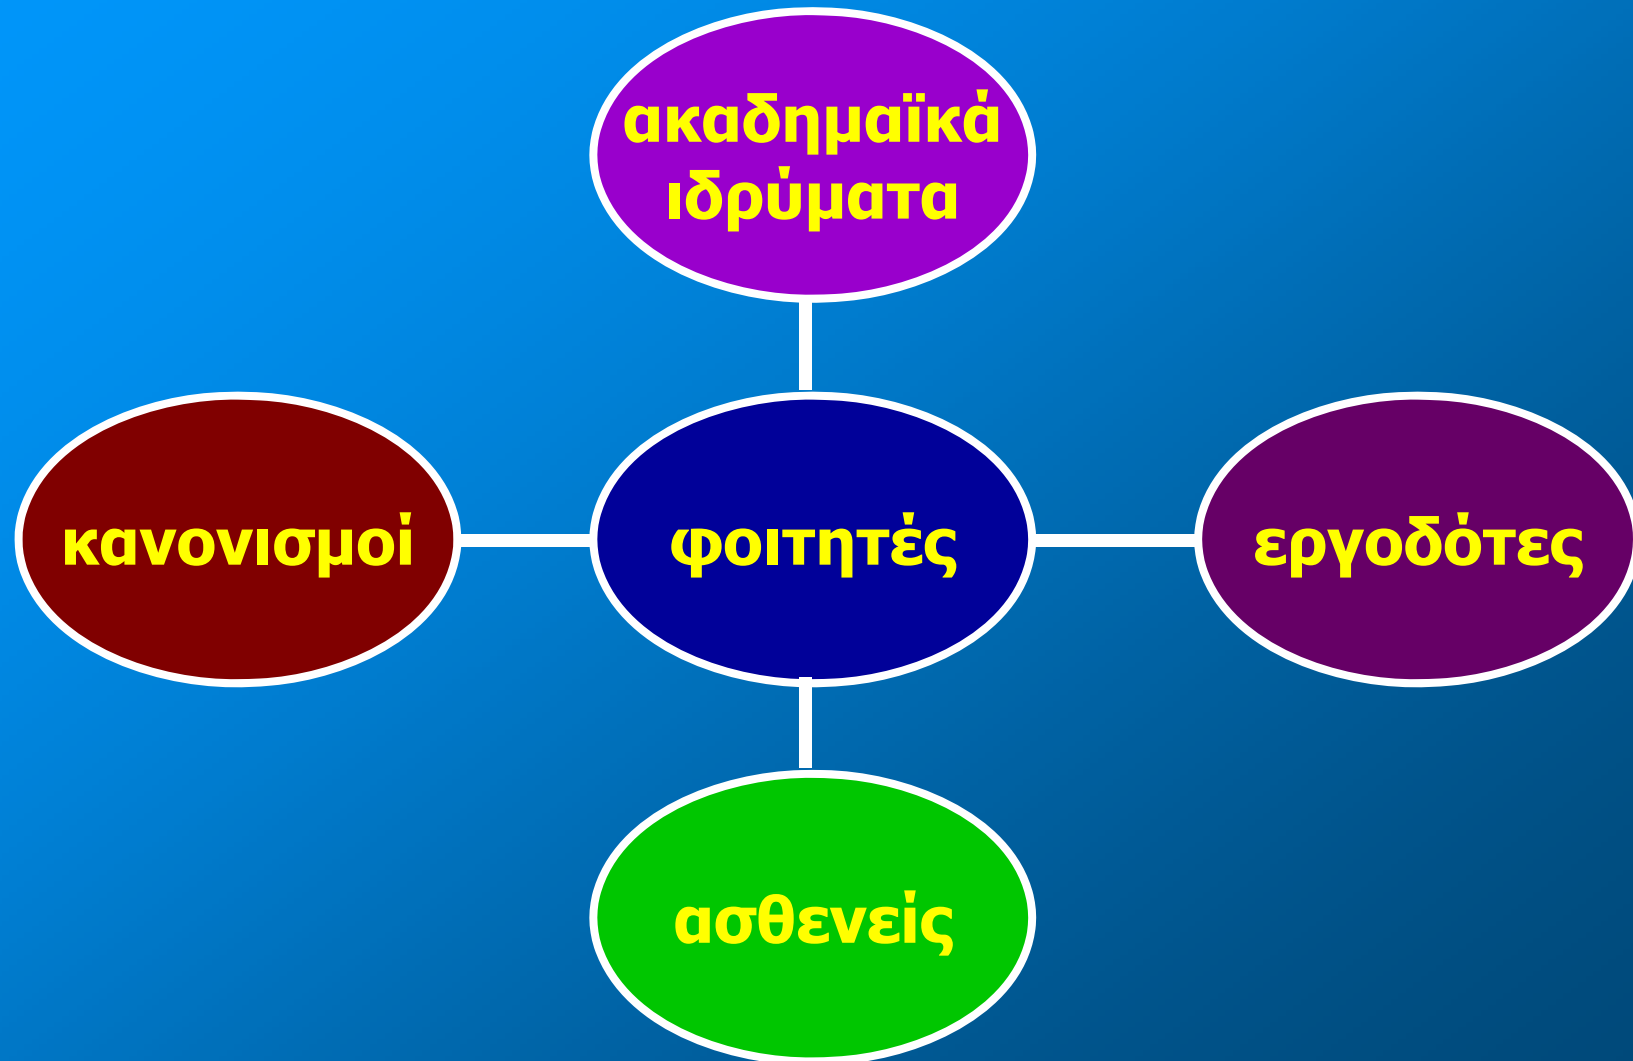 ακαδημαϊκά
ιδρύματα
κανονισμοί
φοιτητές
εργοδότες
ασθενείς